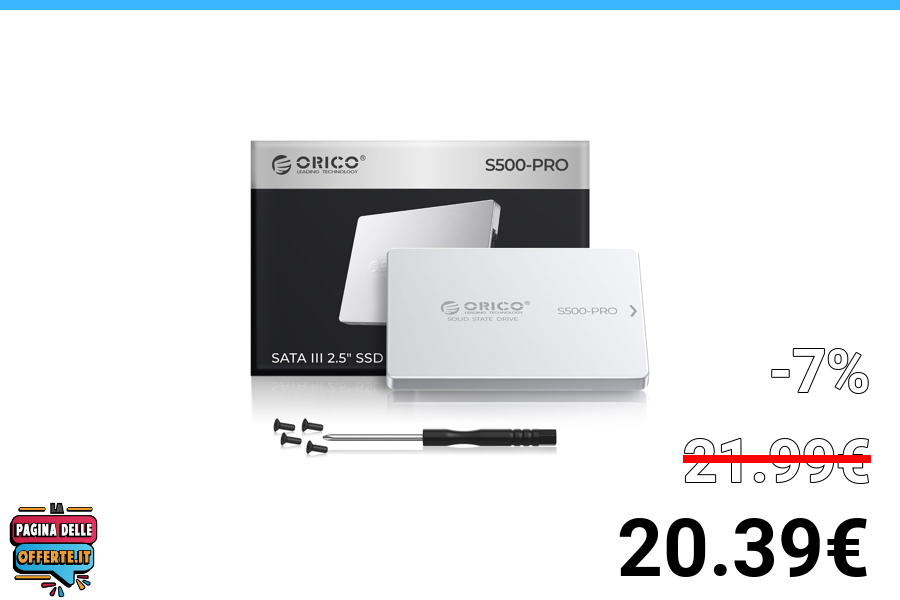 ORICO®
LEADING TECHNOLOGY
S500-PRO
ORICO®
LEADING TECHNOLOGY
SOLID STATE DRIVE
S500-PRO
SATA III 2.5" SSD
-7%
21.99€
20.39€
LA
PAGINA DELLE
OFFERTE.IT